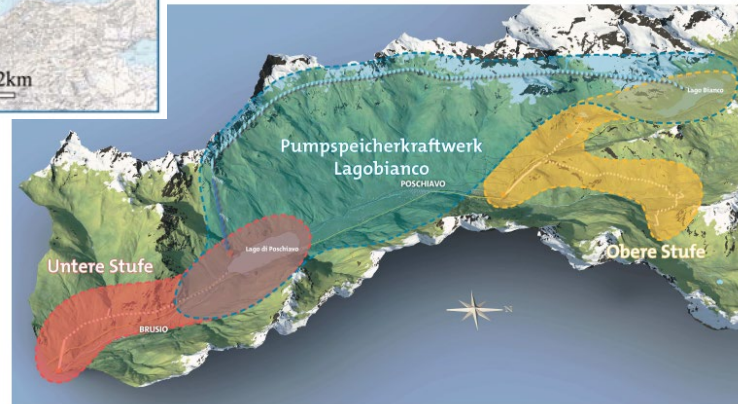 2km
Lago Bianco
Pumpspeicherkraftwerk
Lagobianco
POSCHIAVO
Lago di Poschiavo
Obere Stufe
Untere Stufe
BRUSIO
N